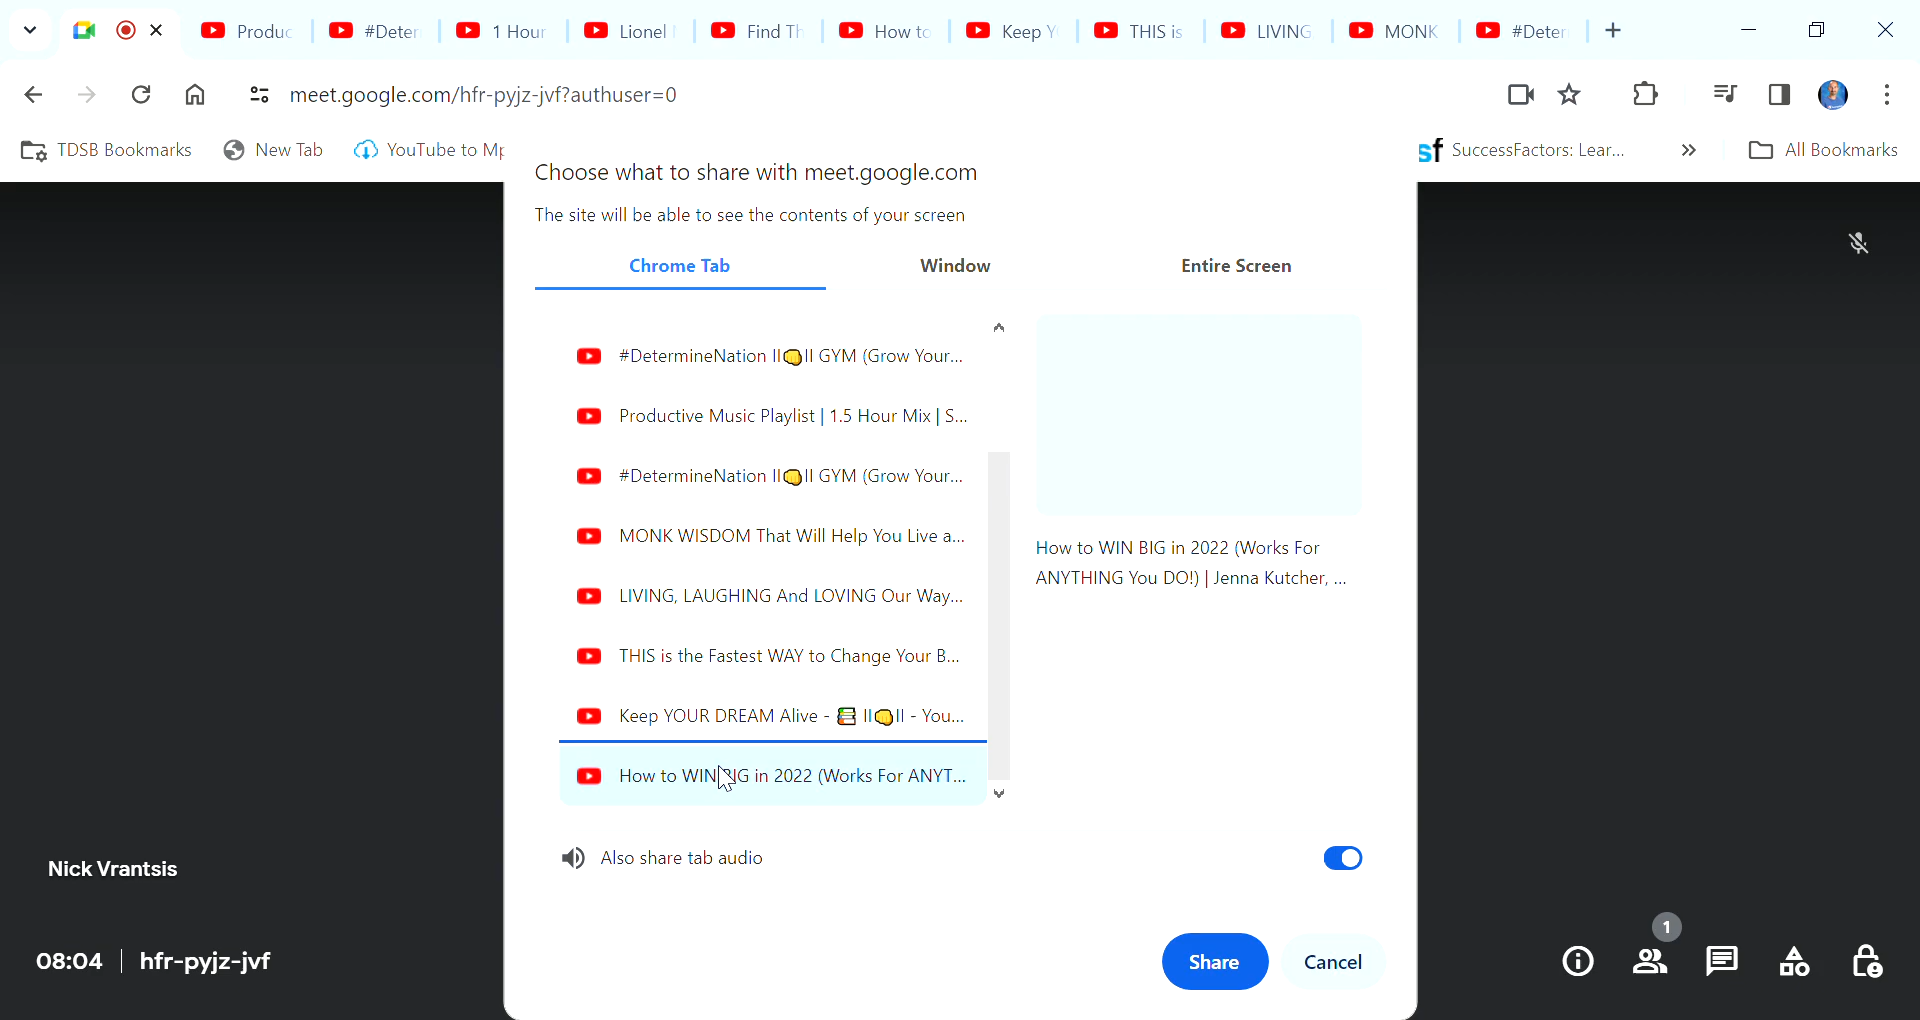 Produc
#Deter
1 Hour
Lionel
Find Th
How to
Keep Y
THIS is
LIVING
MONK
#Deter
meet.google.com/hfr-pyjz-jvf?authuser=0
TDSB Bookmarks
New Tab
YouTube to Mp
sf SuccessFactors: Lear...
»
All Bookmarks
Choose what to share with meet.google.com
The site will be able to see the contents of your screen
Chrome Tab
Window
Entire Screen
#DetermineNation II👊II GYM (Grow Your...
Productive Music Playlist | 1.5 Hour Mix | S...
#DetermineNation II👊II GYM (Grow Your...
MONK WISDOM That Will Help You Live a...
LIVING, LAUGHING And LOVING Our Way...
THIS is the Fastest WAY to Change Your B...
Keep YOUR DREAM Alive - 📚 II👊II - You...
How to WIN BIG in 2022 (Works For ANYT...
How to WIN BIG in 2022 (Works For
ANYTHING You DO!) | Jenna Kutcher, ...
Also share tab audio
Share
Cancel
Nick Vrantsis
08:04 | hfr-pyjz-jvf
1